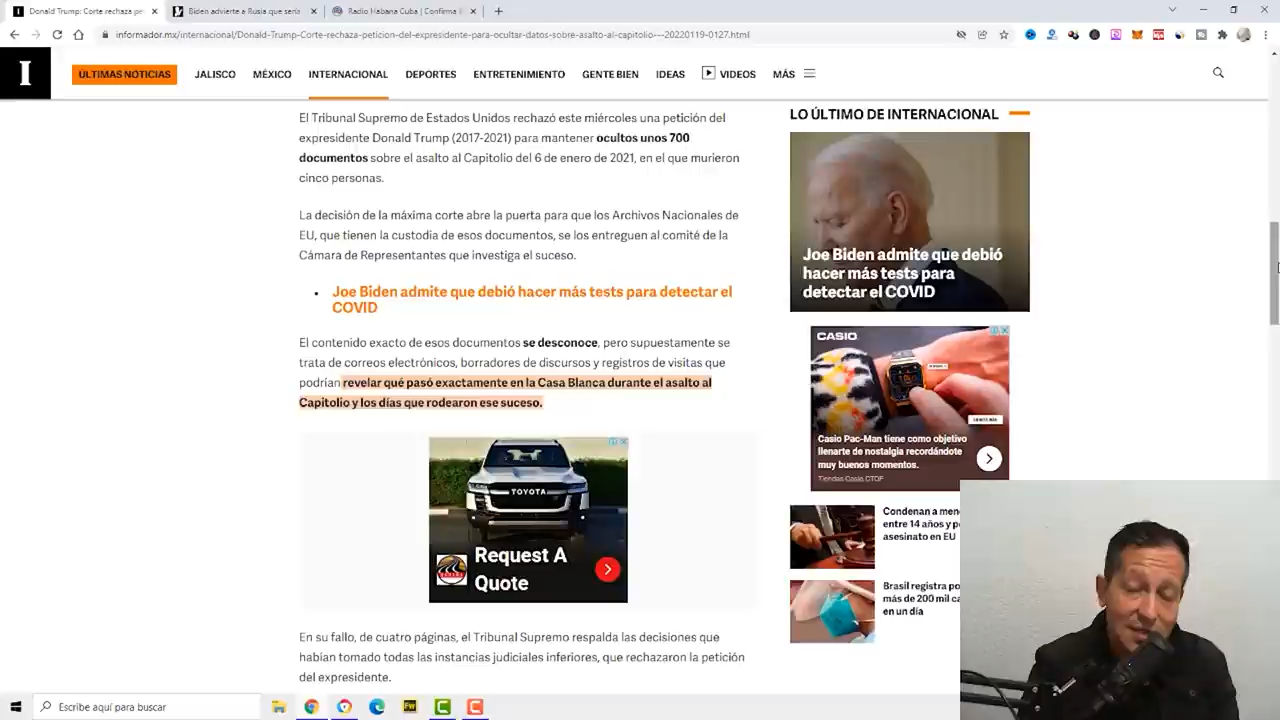 Donald Trump: Corte rechaza pe
Biden advierte a Rusia que sería
Radio Habana Cuba | Confirma
informador.mx/internacional/Donald-Trump-Corte-rechaza-peticion-del-expresidente-para-ocultar-datos-sobre-asalto-al-capitolio---20220119-0127.html
I
ÚLTIMAS NOTICIAS
JALISCO
MÉXICO
INTERNACIONAL
DEPORTES
ENTRETENIMIENTO
GENTE BIEN
IDEAS
VIDEOS
MÁS
El Tribunal Supremo de Estados Unidos rechazó este miércoles una petición del
expresidente Donald Trump (2017-2021) para mantener ocultos unos 700
documentos sobre el asalto al Capitolio del 6 de enero de 2021, en el que murieron
cinco personas.
La decisión de la máxima corte abre la puerta para que los Archivos Nacionales de
EU, que tienen la custodia de esos documentos, se los entreguen al comité de la
Cámara de Representantes que investiga el suceso.
Joe Biden admite que debió hacer más tests para detectar el
COVID
El contenido exacto de esos documentos se desconoce, pero supuestamente se
trata de correos electrónicos, borradores de discursos y registros de visitas que
podrían revelar qué pasó exactamente en la Casa Blanca durante el asalto al
Capitolio y los días que rodearon ese suceso.
TOYOTA
Request A
Quote
En su fallo, de cuatro páginas, el Tribunal Supremo respalda las decisiones que
habían tomado todas las instancias judiciales inferiores, que rechazaron la petición
del expresidente.
LO ÚLTIMO DE INTERNACIONAL
Joe Biden admite que debió
hacer más tests para
detectar el COVID
CASIO
Casio Pac-Man tiene como objetivo
llenarte de nostalgia recordándote
muy buenos momentos.
Tiendas Casio CTOF
Condenan a men
entre 14 años y p
asesinato en EU
Brasil registra po
más de 200 mil ca
en un día
Escribe aquí para buscar
Fw